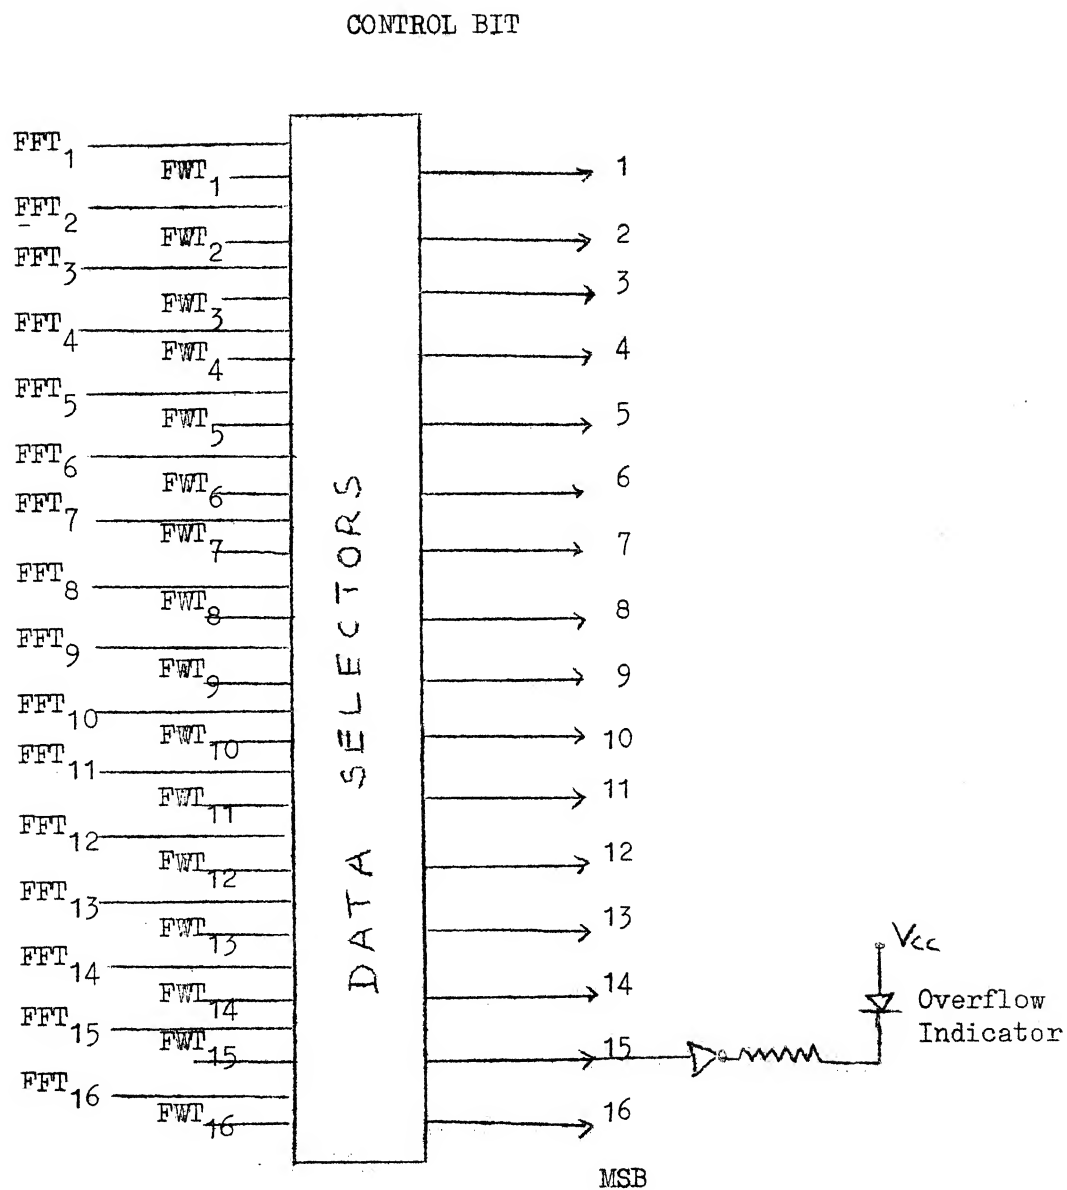 CONTROL BIT
FFT1
FWT1
1
FFT2
FWT2
2
FFT3
FWT3
3
FFT4
FWT4
4
FFT5
FWT5
5
FFT6
FWT6
6
FFT7
FWT7
7
FFT8
FWT8
8
FFT9
FWT9
9
FFT10
FWT10
10
FFT11
FWT11
11
FFT12
FWT12
12
FFT13
FWT13
13
FFT14
FWT14
14
FFT15
FWT15
15
FFT16
FWT16
16
DATA SELECTORS
Vcc
Overflow
Indicator
MSB